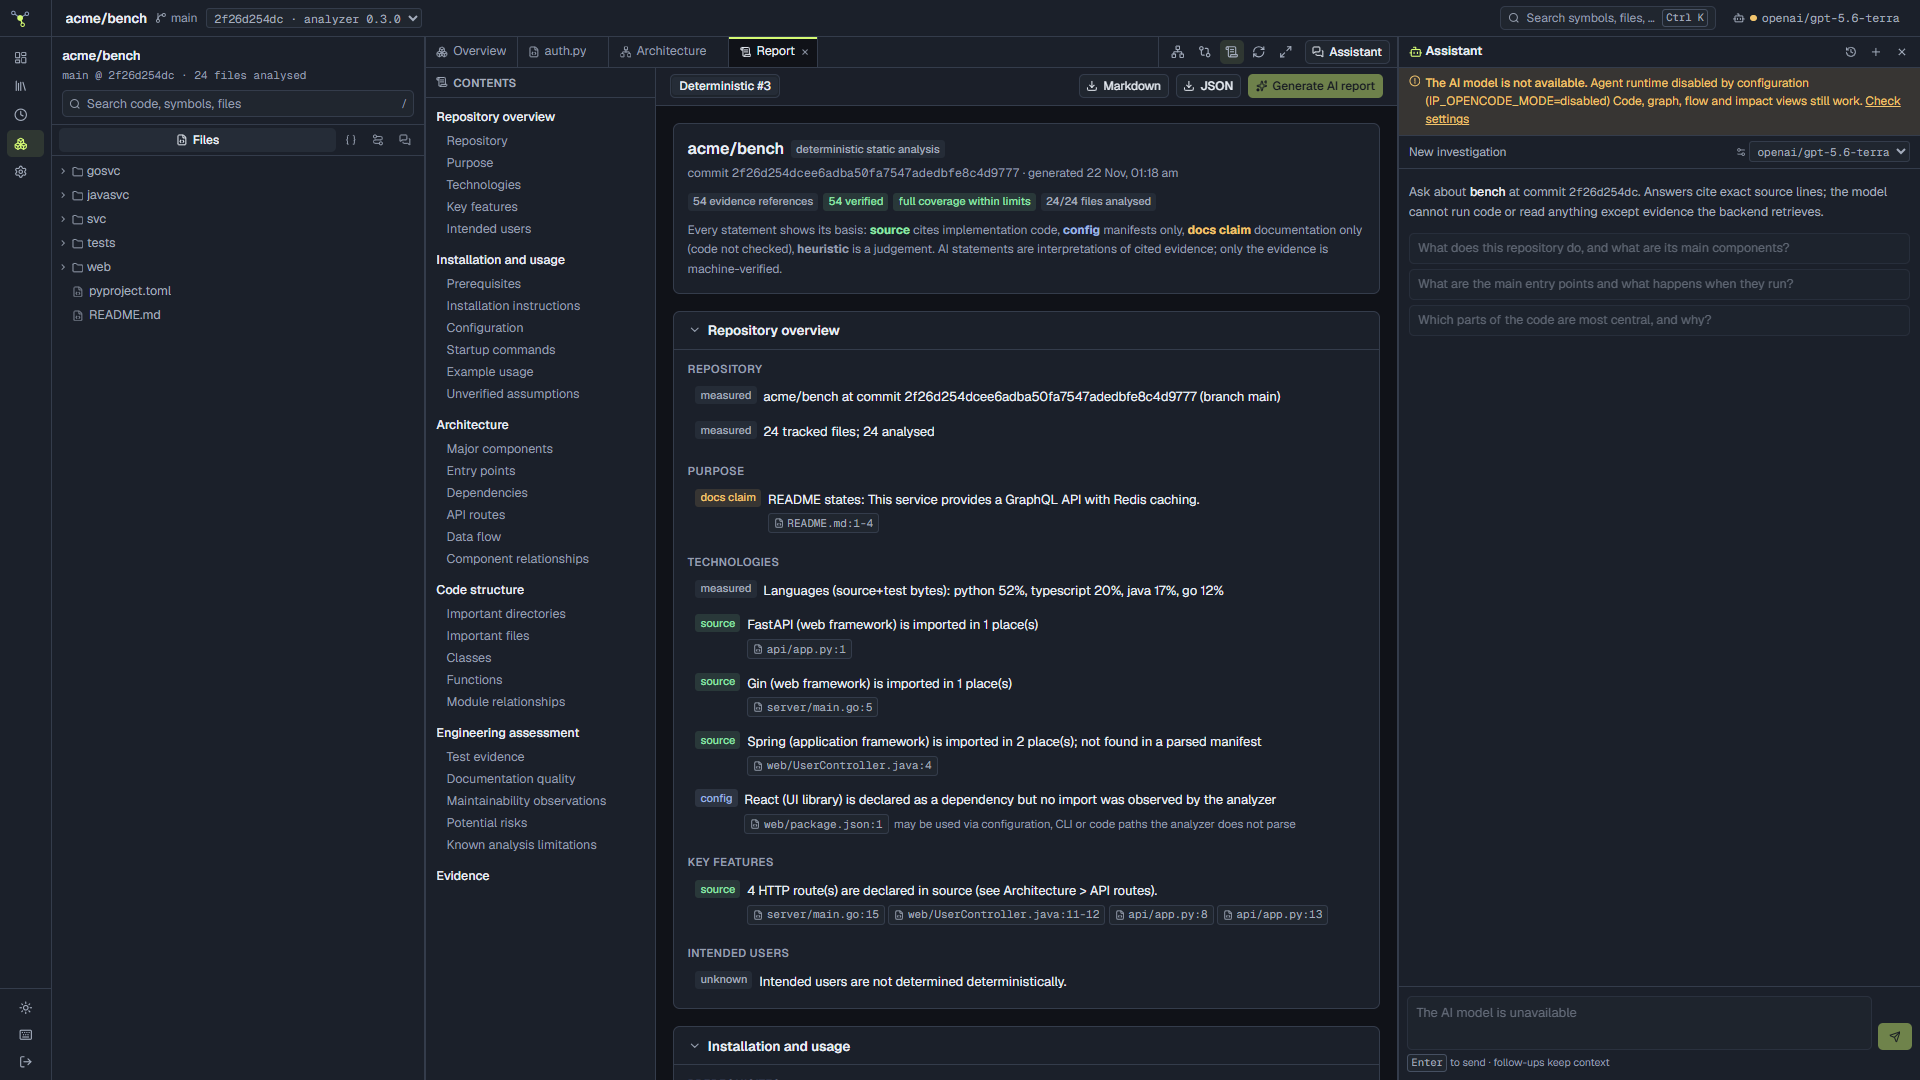 acme/bench main 2f26d254dc · analyzer 0.3.0
Search symbols, files, … Ctrl K openai/gpt-5.6-terra
acme/bench
main @ 2f26d254dc · 24 files analysed
Search code, symbols, files /
Files
gosvc
javasvc
svc
tests
web
pyproject.toml
README.md
Overview auth.py Architecture Report × Assistant
CONTENTS
Repository overview
Repository
Purpose
Technologies
Key features
Intended users
Installation and usage
Prerequisites
Installation instructions
Configuration
Startup commands
Example usage
Unverified assumptions
Architecture
Major components
Entry points
Dependencies
API routes
Data flow
Component relationships
Code structure
Important directories
Important files
Classes
Functions
Module relationships
Engineering assessment
Test evidence
Documentation quality
Maintainability observations
Potential risks
Known analysis limitations
Evidence
Deterministic #3 Markdown JSON Generate AI report
acme/bench deterministic static analysis
commit 2f26d254dcee6adba50fa7547adedbfe8c4d9777 · generated 22 Nov, 01:18 am
54 evidence references 54 verified full coverage within limits 24/24 files analysed
Every statement shows its basis: source cites implementation code, config manifests only, docs claim documentation only
(code not checked), heuristic is a judgement. AI statements are interpretations of cited evidence; only the evidence is
machine-verified.
Repository overview
REPOSITORY
measured acme/bench at commit 2f26d254dcee6adba50fa7547adedbfe8c4d9777 (branch main)
measured 24 tracked files; 24 analysed
PURPOSE
docs claim README states: This service provides a GraphQL API with Redis caching.
README.md:1-4
TECHNOLOGIES
measured Languages (source+test bytes): python 52%, typescript 20%, java 17%, go 12%
source FastAPI (web framework) is imported in 1 place(s)
api/app.py:1
source Gin (web framework) is imported in 1 place(s)
server/main.go:5
source Spring (application framework) is imported in 2 place(s); not found in a parsed manifest
web/UserController.java:4
config React (UI library) is declared as a dependency but no import was observed by the analyzer
web/package.json:1 may be used via configuration, CLI or code paths the analyzer does not parse
KEY FEATURES
source 4 HTTP route(s) are declared in source (see Architecture > API routes).
server/main.go:15 web/UserController.java:11-12 api/app.py:8 api/app.py:13
INTENDED USERS
unknown Intended users are not determined deterministically.
Installation and usage
Assistant
The AI model is not available. Agent runtime disabled by configuration
(IP_OPENCODE_MODE=disabled) Code, graph, flow and impact views still work. Check
settings
New investigation openai/gpt-5.6-terra
Ask about bench at commit 2f26d254dc. Answers cite exact source lines; the model
cannot run code or read anything except evidence the backend retrieves.
What does this repository do, and what are its main components?
What are the main entry points and what happens when they run?
Which parts of the code are most central, and why?
The AI model is unavailable
Enter to send · follow-ups keep context